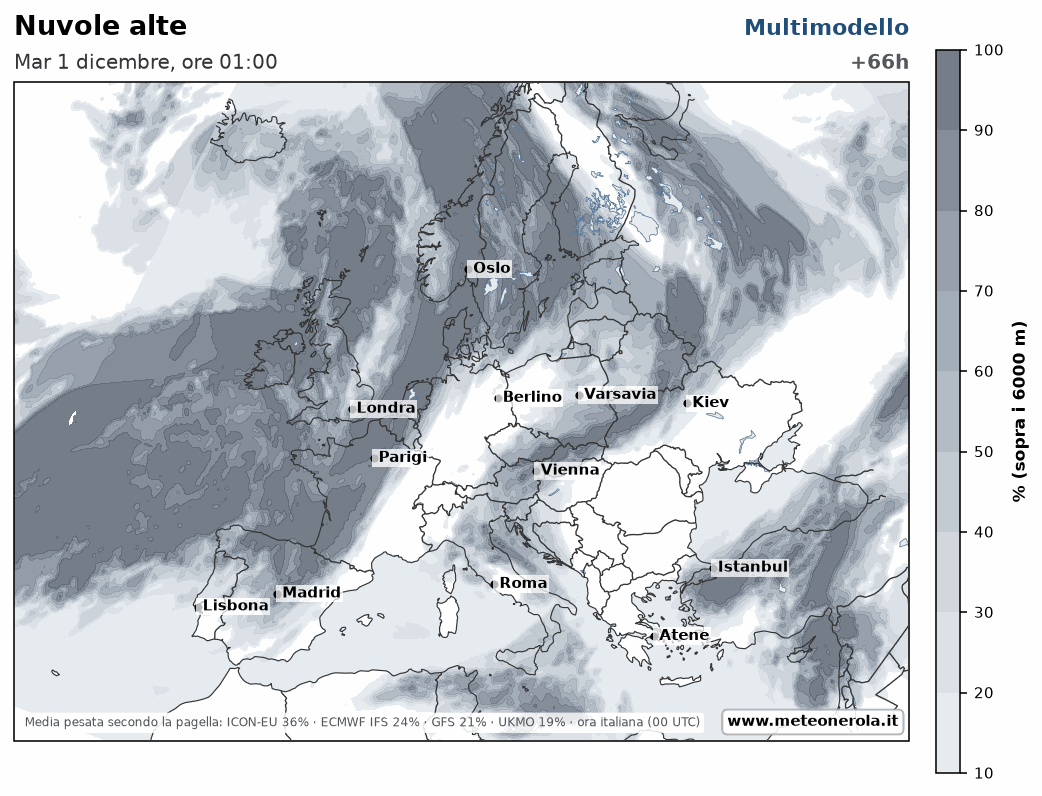 Nuvole alte
Multimodello
Mar 1 dicembre, ore 01:00
+66h
100
90
80
70
60
50
40
30
20
10
% (sopra i 6000 m)
Oslo
Londra
Berlino
Varsavia
Kiev
Parigi
Vienna
Istanbul
Roma
Madrid
Lisbona
Atene
Media pesata secondo la pagella: ICON-EU 36% · ECMWF IFS 24% · GFS 21% · UKMO 19% · ora italiana (00 UTC)
www.meteonerola.it